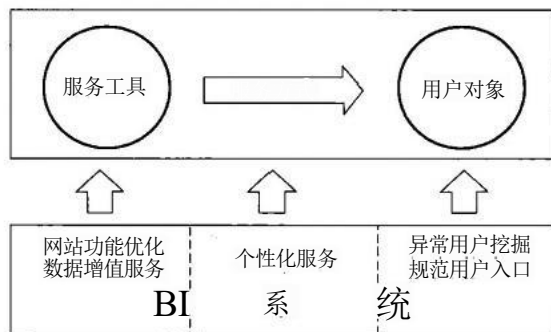 服务工具
用户对象
网站功能优化
数据增值服务
个性化服务
异常用户挖掘
规范用户入口
BI 系 统